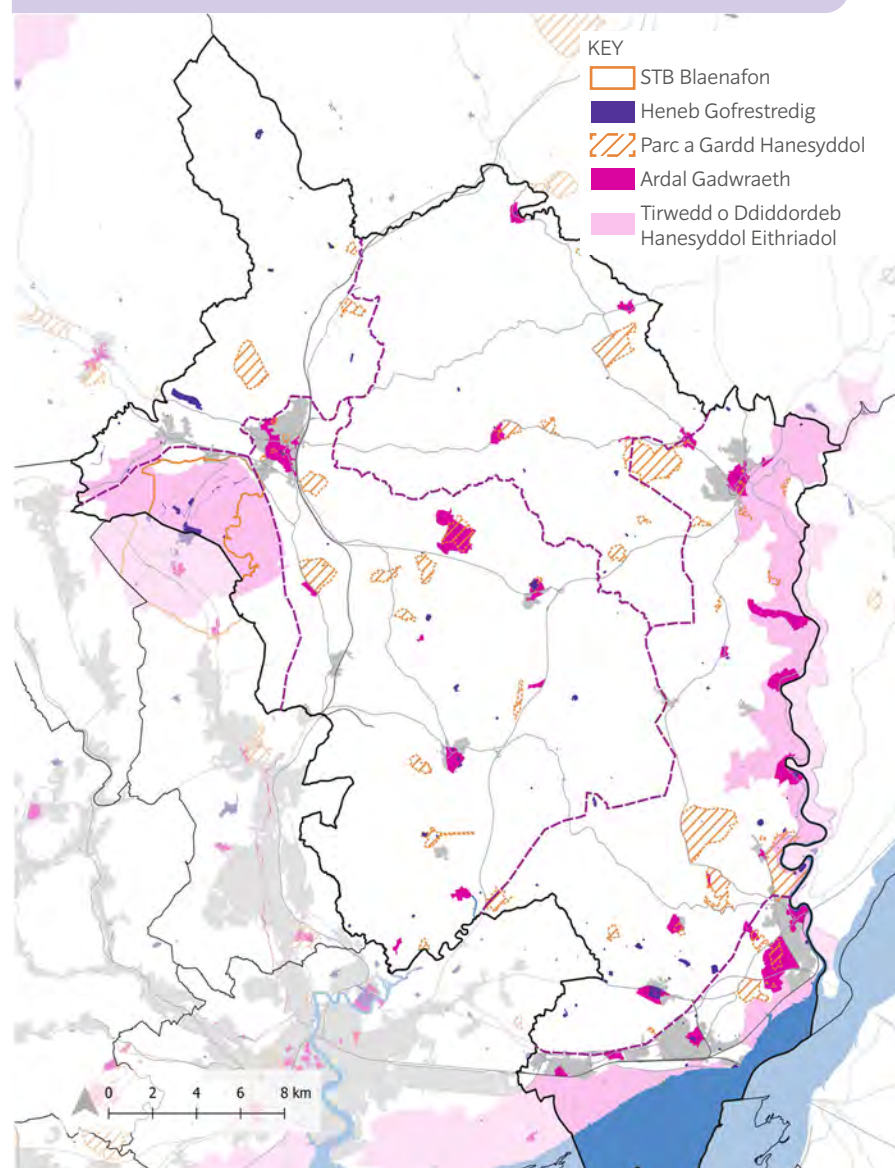 KEY
STB Blaenafon
Heneb Gofrestredig
Parc a Gardd Hanesyddol
Ardal Gadwraeth
Tirwedd o Ddiddordeb
Hanesyddol Eithriadol
0 2 4 6 8 km